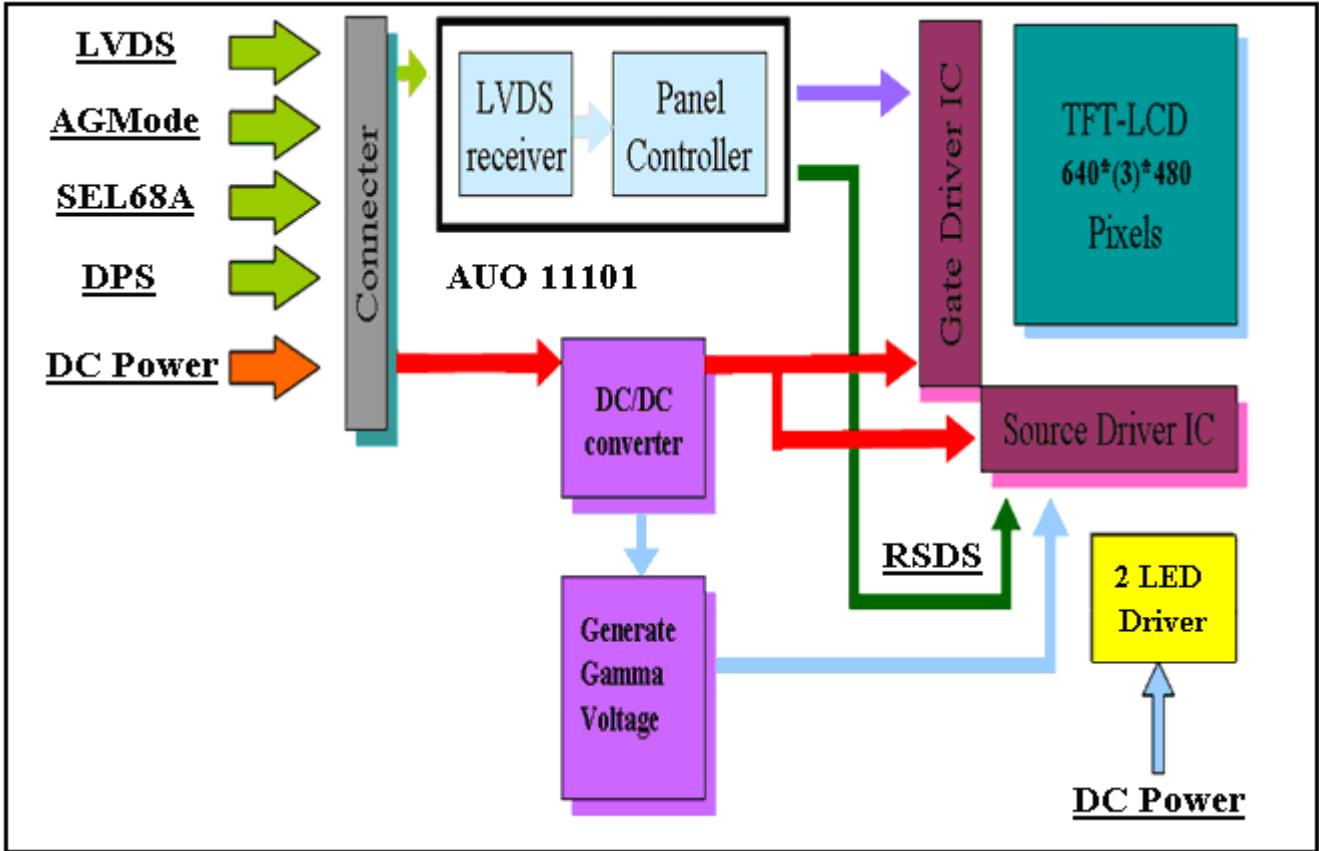 LVDS
AGMode
SEL68A
DPS
DC Power
Connecter
LVDS
receiver
Panel
Controller
AUO 11101
DC/DC
converter
Generate
Gamma
Voltage
RSDS
Gate Driver IC
TFT-LCD
640*(3)*480
Pixels
Source Driver IC
2 LED
Driver
DC Power